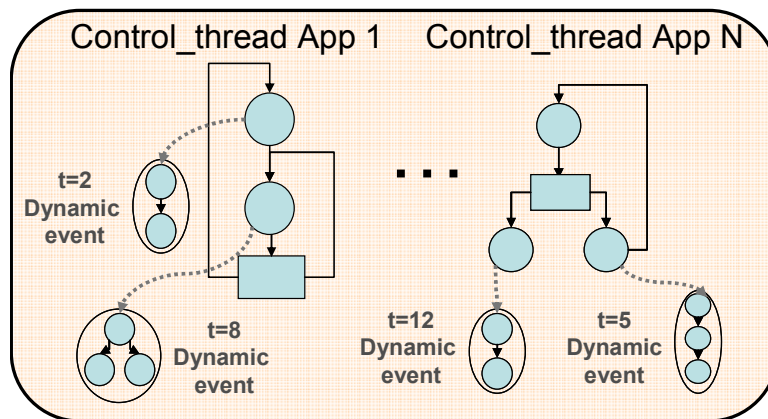 Control_thread App 1
Control_thread App N
t=2
Dynamic
event
t=8
Dynamic
event
t=12
Dynamic
event
t=5
Dynamic
event